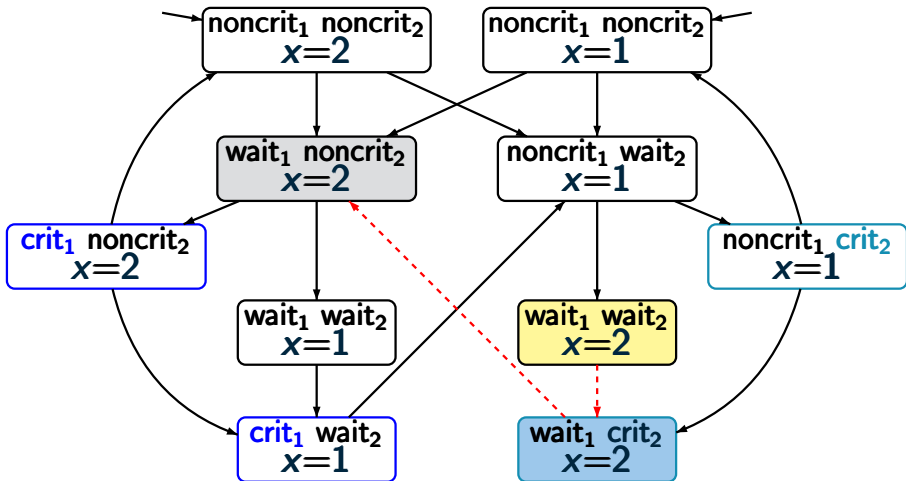 noncrit₁ noncrit₂
x=2
noncrit₁ noncrit₂
x=1
wait₁ noncrit₂
x=2
noncrit₁ wait₂
x=1
crit₁ noncrit₂
x=2
noncrit₁ crit₂
x=1
wait₁ wait₂
x=1
wait₁ wait₂
x=2
crit₁ wait₂
x=1
wait₁ crit₂
x=2